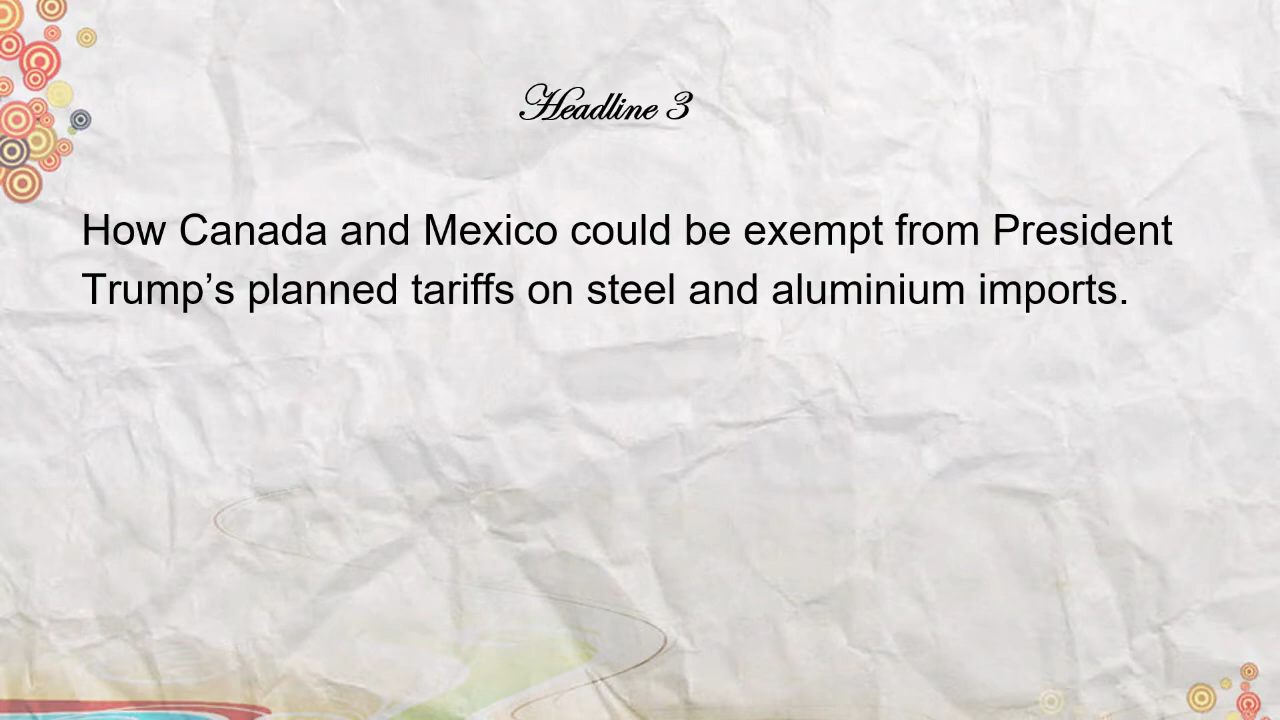 Headline 3
How Canada and Mexico could be exempt from President
Trump’s planned tariffs on steel and aluminium imports.